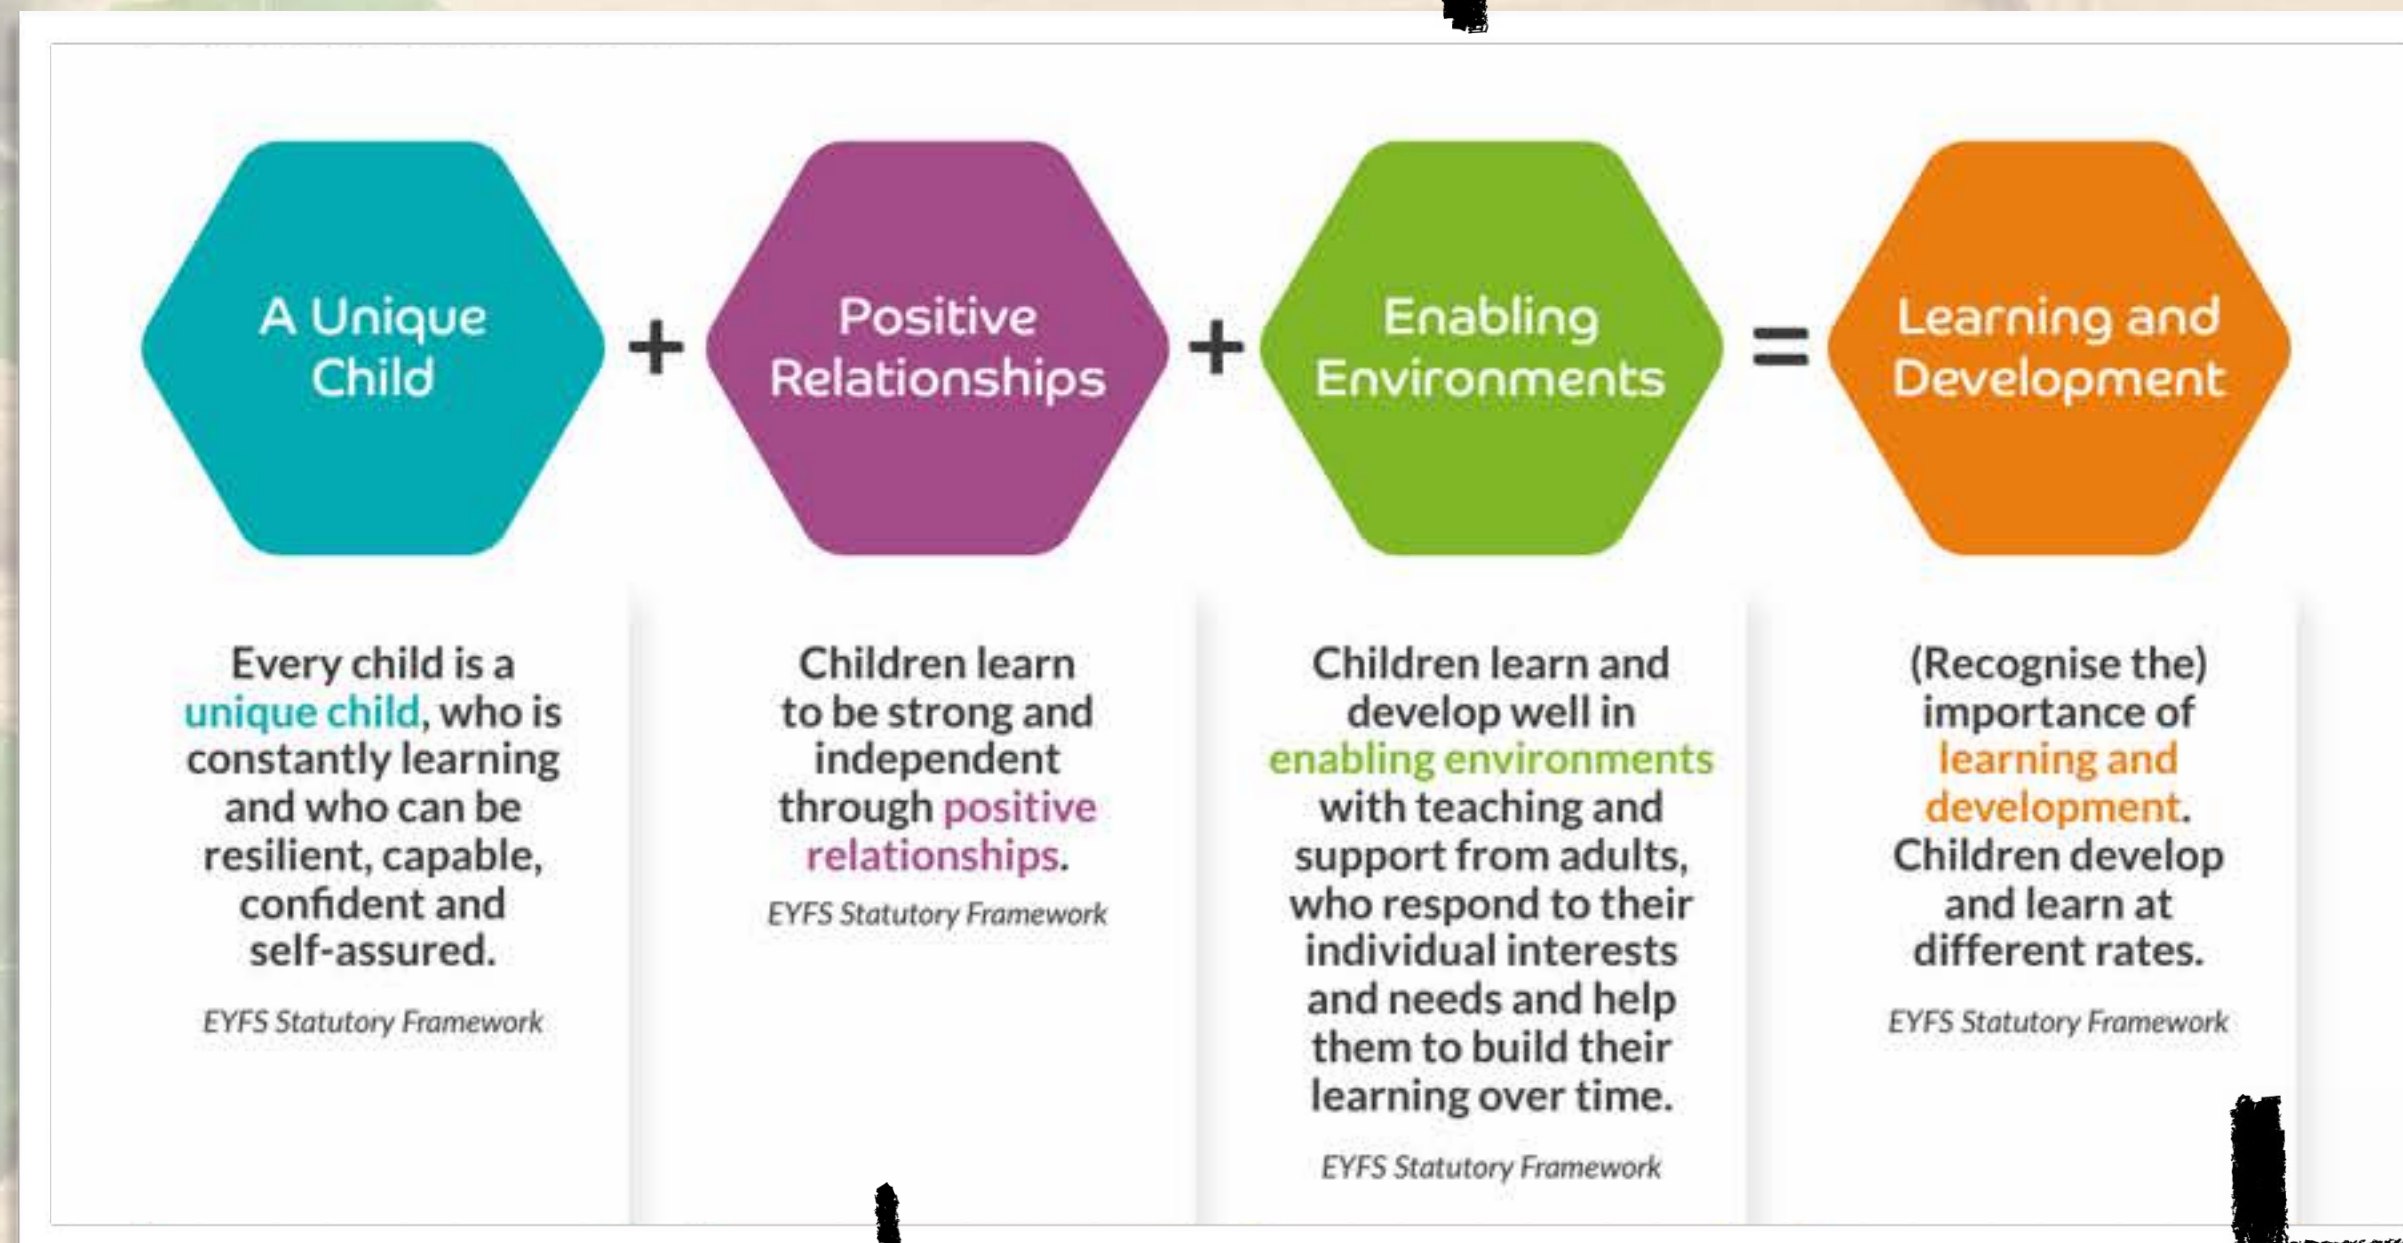 A Unique
Child
+
Positive
Relationships
+
Enabling
Environments
=
Learning and
Development
Every child is a
unique child, who is
constantly learning
and who can be
resilient, capable,
confident and
self-assured.
EYFS Statutory Framework
Children learn
to be strong and
independent
through positive
relationships.
EYFS Statutory Framework
Children learn and
develop well in
enabling environments
with teaching and
support from adults,
who respond to their
individual interests
and needs and help
them to build their
learning over time.
EYFS Statutory Framework
(Recognise the)
importance of
learning and
development.
Children develop
and learn at
different rates.
EYFS Statutory Framework